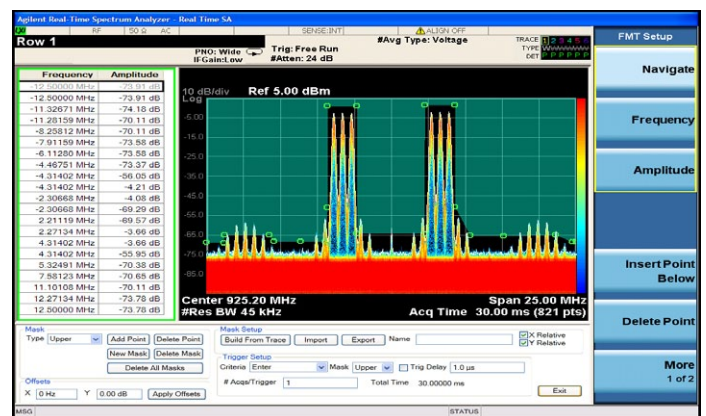 Agilent Real-Time Spectrum Analyzer - Real Time SA
RF 50 Ω AC SENSE:INT ALIGN OFF
Row 1
PNO: Wide Trig: Free Run
IFGain:Low #Atten: 24 dB
#Avg Type: Voltage
TRACE 1 2 3 4 5 6
TYPE
DET P P P P P P
FMT Setup
Navigate
Frequency
Amplitude
Insert Point
Below
Delete Point
More
1 of 2
Frequency Amplitude
-12.50000 MHz -73.91 dB
-12.50000 MHz -73.91 dB
-11.32671 MHz -74.18 dB
-11.28159 MHz -70.11 dB
-8.25812 MHz -70.11 dB
-7.91159 MHz -73.58 dB
-6.11280 MHz -73.58 dB
-4.46751 MHz -73.37 dB
-4.31402 MHz -56.05 dB
-4.31402 MHz -4.21 dB
-2.30668 MHz -4.08 dB
-2.30668 MHz -69.29 dB
2.21119 MHz -69.57 dB
2.27134 MHz -3.66 dB
4.31402 MHz -3.66 dB
4.31402 MHz -55.95 dB
5.32491 MHz -70.38 dB
7.58123 MHz -70.65 dB
11.10108 MHz -70.11 dB
12.27134 MHz -73.78 dB
12.50000 MHz -73.78 dB
10 dB/div Ref 5.00 dBm
Log
-5.00
-15.0
-25.0
-35.0
-45.0
-55.0
-65.0
-75.0
-85.0
Center 925.20 MHz Span 25.00 MHz
#Res BW 45 kHz Acq Time 30.00 ms (821 pts)
Mask
Type Upper Add Point Delete Point
New Mask Delete Mask
Delete All Masks
Offsets
X 0 Hz Y 0.00 dB Apply Offsets
Mask Setup
Build From Trace Import Export Name X Relative
Y Relative
Trigger Setup
Criteria Enter Mask Upper Trig Delay 1.0 µs
# Acqs/Trigger 1 Total Time 30.00000 ms Exit
MSG STATUS